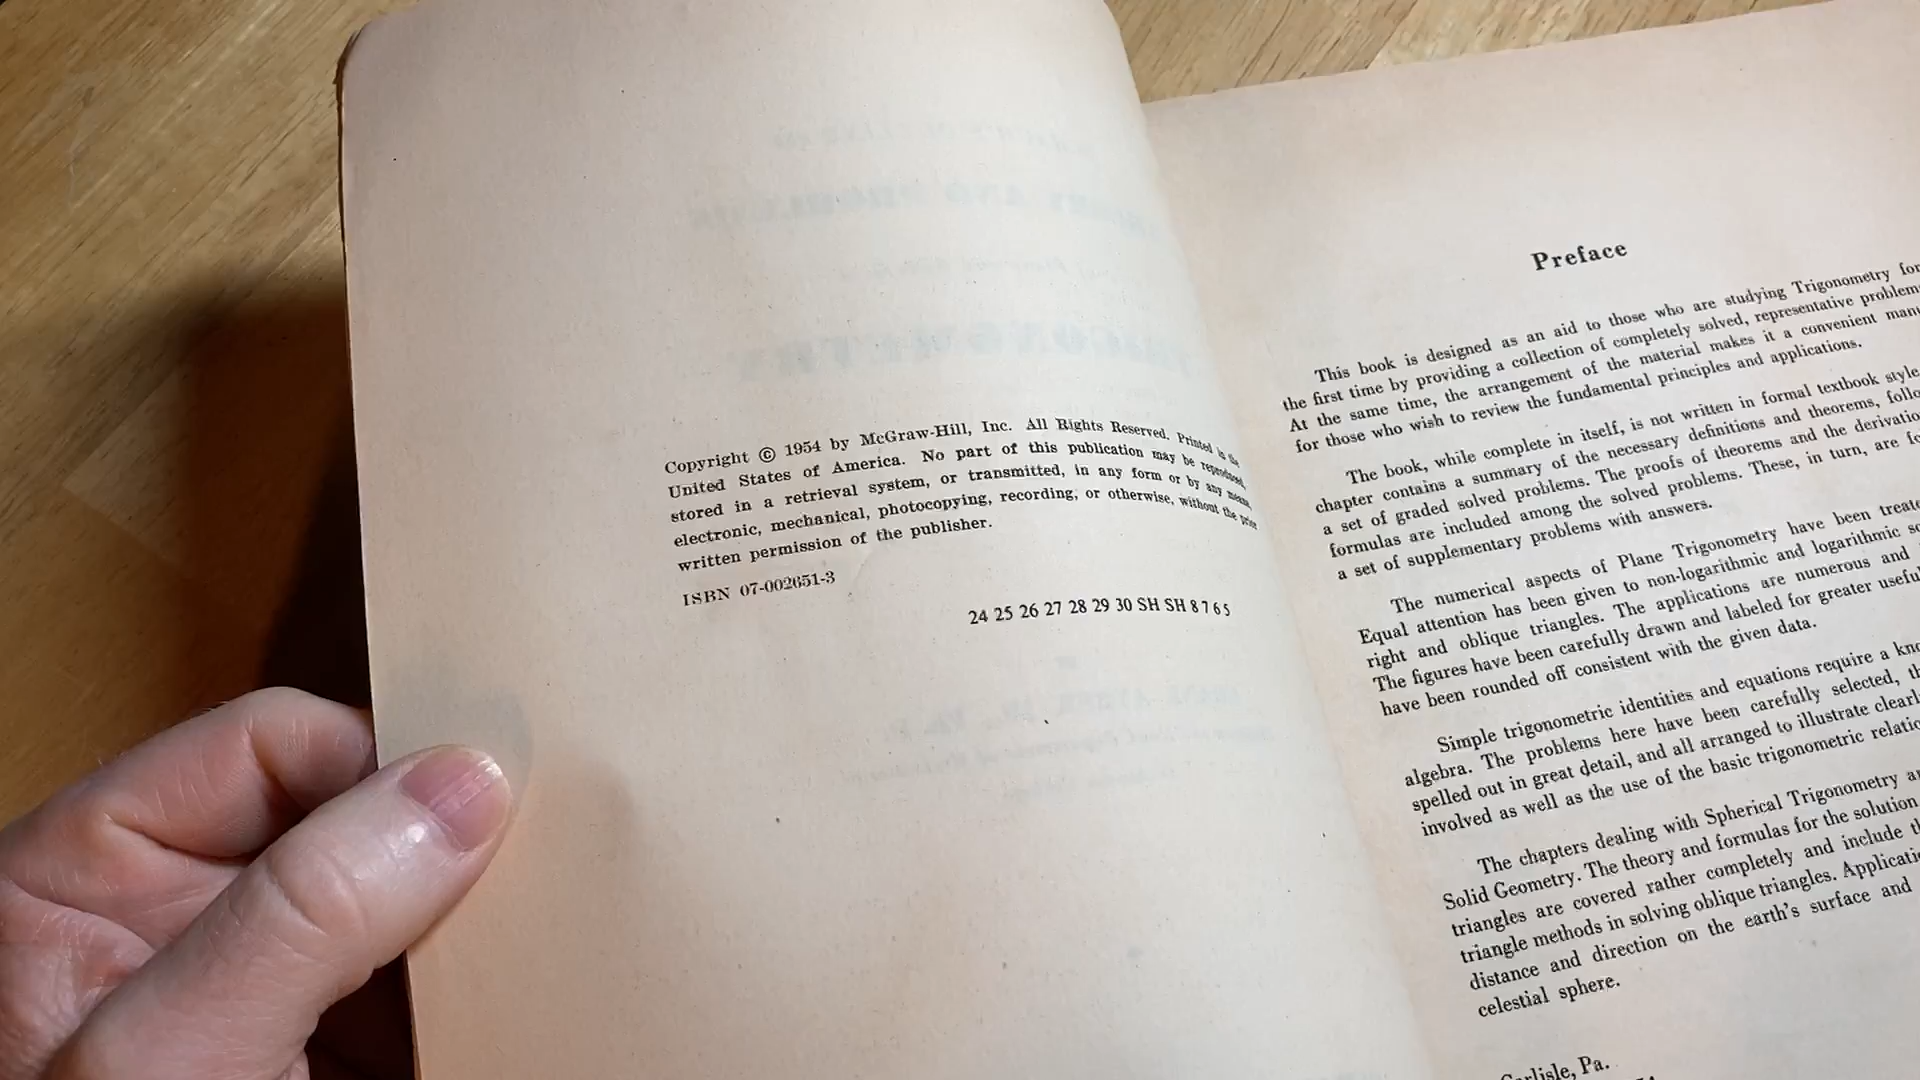 Copyright © 1954 by McGraw-Hill, Inc. All Rights Reserved. Printed in the
United States of America. No part of this publication may be reproduced,
stored in a retrieval system, or transmitted, in any form or by any means,
electronic, mechanical, photocopying, recording, or otherwise, without the prior
written permission of the publisher.
ISBN 07-002651-3
24 25 26 27 28 29 30 SH SH 8 7 6 5
Preface
This book is designed as an aid to those who are studying Trigonometry for
the first time by providing a collection of completely solved, representative problems
At the same time, the arrangement of the material makes it a convenient
for those who wish to review the fundamental principles and applications.
The book, while complete in itself, is not written in formal textbook style
chapter contains a summary of the necessary definitions and theorems,
a set of graded solved problems. The proofs of theorems and the
formulas are included among the solved problems. These, in turn, are
a set of supplementary problems with answers.
The numerical aspects of Plane Trigonometry have been
Equal attention has been given to non-logarithmic and logarithmic
right and oblique triangles. The applications are numerous and
The figures have been carefully drawn and labeled for greater
have been rounded off consistent with the given data.
Simple trigonometric identities and equations require a
algebra. The problems here have been carefully selected,
spelled out in great detail, and all arranged to illustrate
involved as well as the use of the basic trigonometric
The chapters dealing with Spherical Trigonometry
Solid Geometry. The theory and formulas for the solution
triangles are covered rather completely and include
triangle methods in solving oblique triangles.
distance and direction on the earth's surface and
celestial sphere.
Carlisle, Pa.